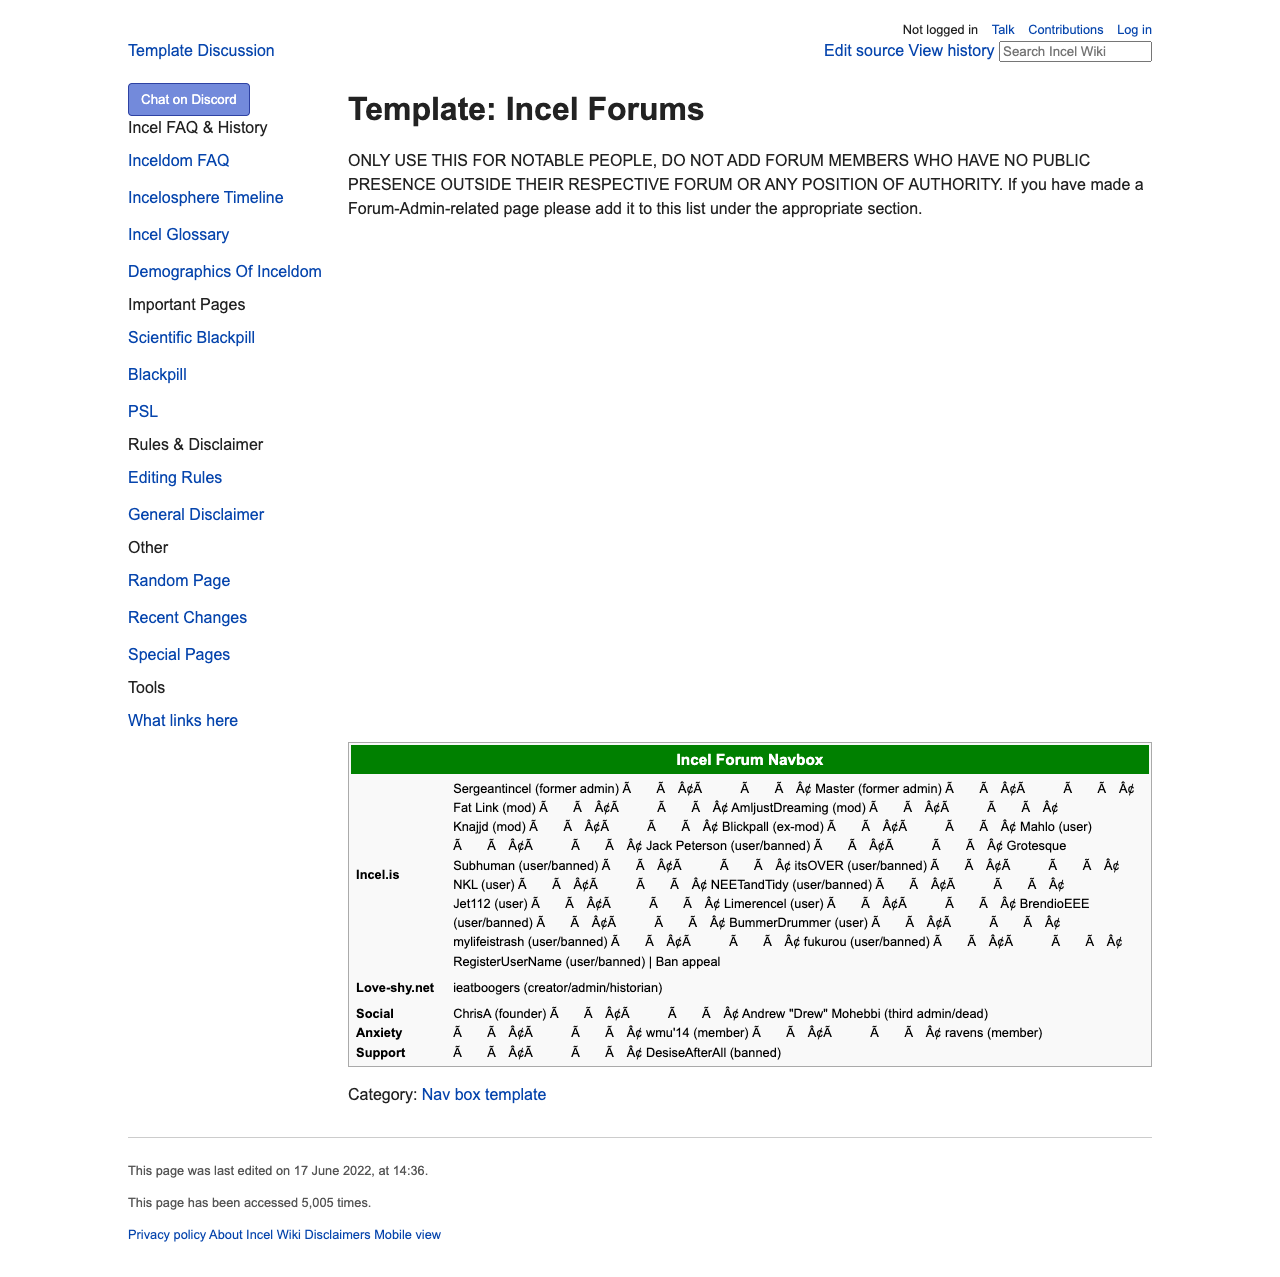 Not logged in Talk Contributions Log in
Template Discussion
Edit source View history Search Incel Wiki
Chat on Discord
Incel FAQ & History
Inceldom FAQ
Incelosphere Timeline
Incel Glossary
Demographics Of Inceldom
Important Pages
Scientific Blackpill
Blackpill
PSL
Rules & Disclaimer
Editing Rules
General Disclaimer
Other
Random Page
Recent Changes
Special Pages
Tools
What links here
Template: Incel Forums
ONLY USE THIS FOR NOTABLE PEOPLE, DO NOT ADD FORUM MEMBERS WHO HAVE NO PUBLIC
PRESENCE OUTSIDE THEIR RESPECTIVE FORUM OR ANY POSITION OF AUTHORITY. If you have made a
Forum-Admin-related page please add it to this list under the appropriate section.
Incel Forum Navbox
Incel.is
Sergeantincel (former admin) Ã Ã Â¢Ã Ã Ã Â¢ Master (former admin) Ã Ã Â¢Ã Ã Ã Â¢
Fat Link (mod) Ã Ã Â¢Ã Ã Ã Â¢ AmljustDreaming (mod) Ã Ã Â¢Ã Ã Ã Â¢
Knajjd (mod) Ã Ã Â¢Ã Ã Ã Â¢ Blickpall (ex-mod) Ã Ã Â¢Ã Ã Ã Â¢ Mahlo (user)
Ã Ã Â¢Ã Ã Ã Â¢ Jack Peterson (user/banned) Ã Ã Â¢Ã Ã Ã Â¢ Grotesque
Subhuman (user/banned) Ã Ã Â¢Ã Ã Ã Â¢ itsOVER (user/banned) Ã Ã Â¢Ã Ã Ã Â¢
NKL (user) Ã Ã Â¢Ã Ã Ã Â¢ NEETandTidy (user/banned) Ã Ã Â¢Ã Ã Ã Â¢
Jet112 (user) Ã Ã Â¢Ã Ã Ã Â¢ Limerencel (user) Ã Ã Â¢Ã Ã Ã Â¢ BrendioEEE
(user/banned) Ã Ã Â¢Ã Ã Ã Â¢ BummerDrummer (user) Ã Ã Â¢Ã Ã Ã Â¢
mylifeistrash (user/banned) Ã Ã Â¢Ã Ã Ã Â¢ fukurou (user/banned) Ã Ã Â¢Ã Ã Ã Â¢
RegisterUserName (user/banned) | Ban appeal
Love-shy.net
ieatboogers (creator/admin/historian)
Social
Anxiety
Support
ChrisA (founder) Ã Ã Â¢Ã Ã Ã Â¢ Andrew "Drew" Mohebbi (third admin/dead)
Ã Ã Â¢Ã Ã Ã Â¢ wmu'14 (member) Ã Ã Â¢Ã Ã Ã Â¢ ravens (member)
Ã Ã Â¢Ã Ã Ã Â¢ DesiseAfterAll (banned)
Category: Nav box template
This page was last edited on 17 June 2022, at 14:36.
This page has been accessed 5,005 times.
Privacy policy About Incel Wiki Disclaimers Mobile view